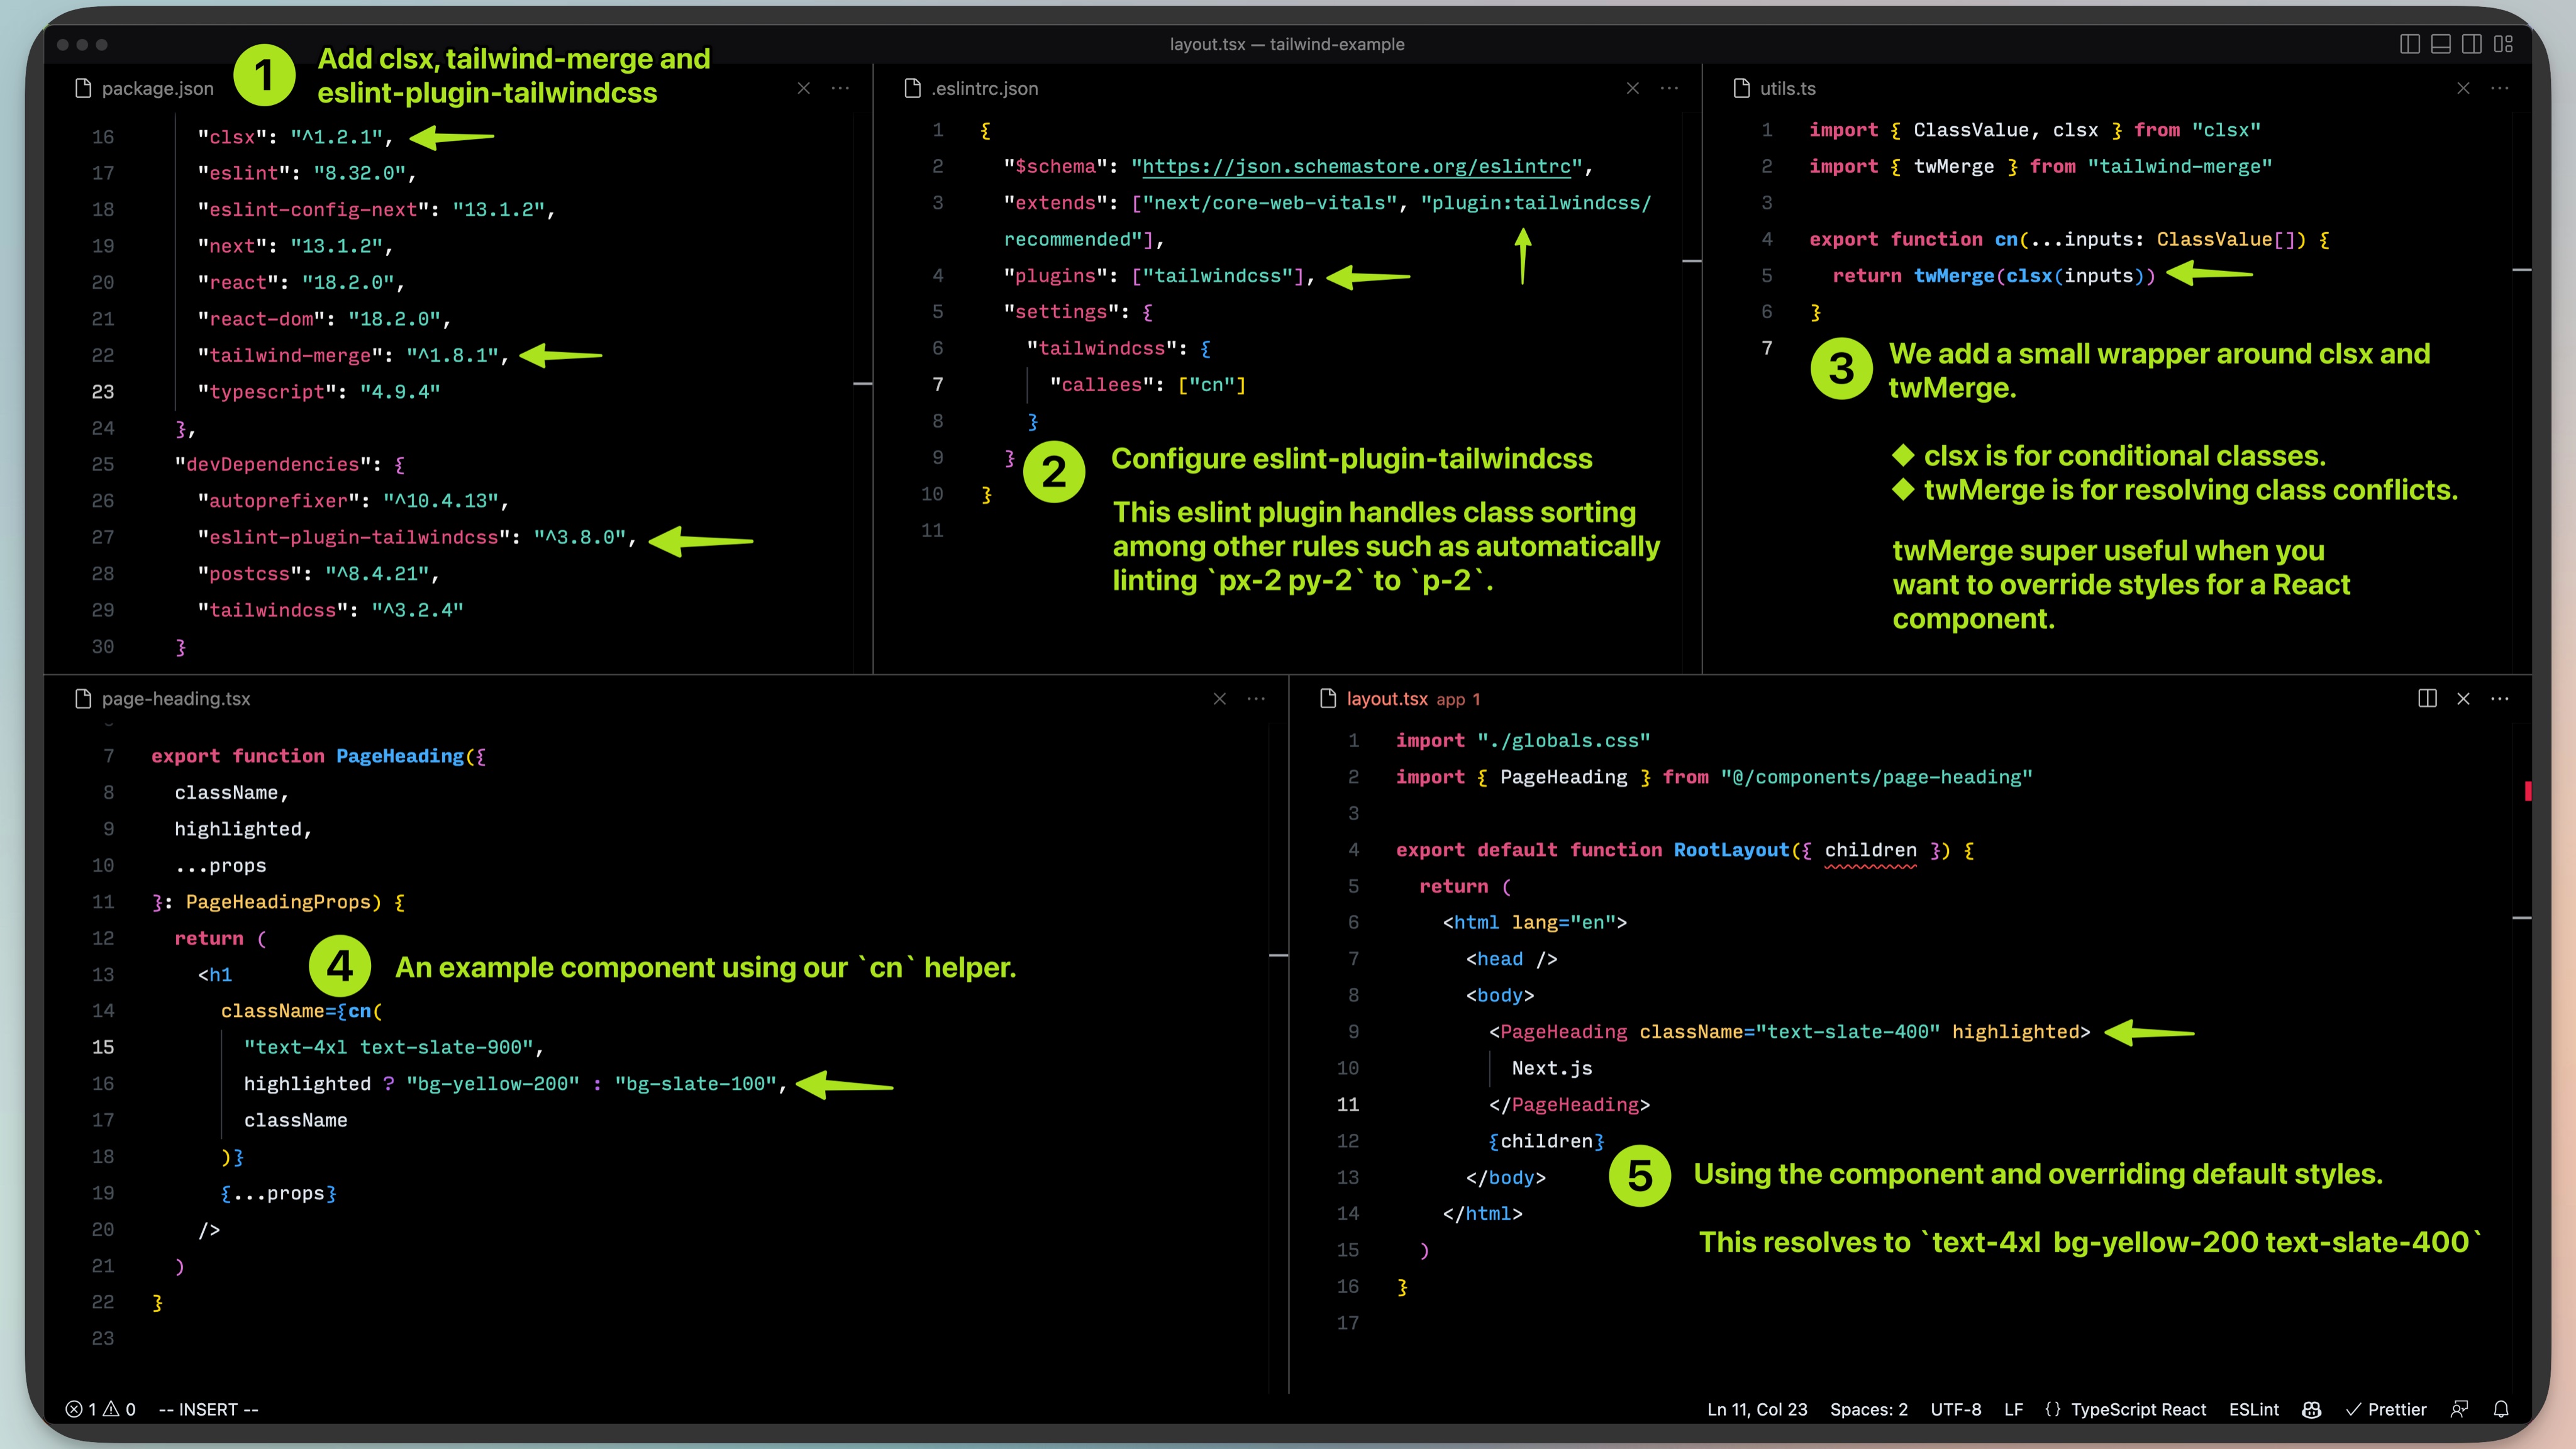 layout.tsx — tailwind-example
package.json
1
Add clsx, tailwind-merge and
eslint-plugin-tailwindcss
16 "clsx": "^1.2.1",
17 "eslint": "8.32.0",
18 "eslint-config-next": "13.1.2",
19 "next": "13.1.2",
20 "react": "18.2.0",
21 "react-dom": "18.2.0",
22 "tailwind-merge": "^1.8.1",
23 "typescript": "4.9.4"
24 },
25 "devDependencies": {
26 "autoprefixer": "^10.4.13",
27 "eslint-plugin-tailwindcss": "^3.8.0",
28 "postcss": "^8.4.21",
29 "tailwindcss": "^3.2.4"
30 }
.eslintrc.json
1 {
2 "$schema": "https://json.schemastore.org/eslintrc",
3 "extends": ["next/core-web-vitals", "plugin:tailwindcss/
recommended"],
4 "plugins": ["tailwindcss"],
5 "settings": {
6 "tailwindcss": {
7 "callees": ["cn"]
8 }
9 }
10 }
11
2
Configure eslint-plugin-tailwindcss
This eslint plugin handles class sorting
among other rules such as automatically
linting `px-2 py-2` to `p-2`.
utils.ts
1 import { ClassValue, clsx } from "clsx"
2 import { twMerge } from "tailwind-merge"
3
4 export function cn(...inputs: ClassValue[]) {
5 return twMerge(clsx(inputs))
6 }
7
3
We add a small wrapper around clsx and
twMerge.
◆ clsx is for conditional classes.
◆ twMerge is for resolving class conflicts.
twMerge super useful when you
want to override styles for a React
component.
page-heading.tsx
7 export function PageHeading({
8 className,
9 highlighted,
10 ...props
11 }: PageHeadingProps) {
12 return (
13 <h1
14 className={cn(
15 "text-4xl text-slate-900",
16 highlighted ? "bg-yellow-200" : "bg-slate-100",
17 className
18 )}
19 {...props}
20 />
21 )
22 }
23
4
An example component using our `cn` helper.
layout.tsx app 1
1 import "./globals.css"
2 import { PageHeading } from "@/components/page-heading"
3
4 export default function RootLayout({ children }) {
5 return (
6 <html lang="en">
7 <head />
8 <body>
9 <PageHeading className="text-slate-400" highlighted>
10 Next.js
11 </PageHeading>
12 {children}
13 </body>
14 </html>
15 )
16 }
17
5
Using the component and overriding default styles.
This resolves to `text-4xl bg-yellow-200 text-slate-400`
1 0 -- INSERT --
Ln 11, Col 23 Spaces: 2 UTF-8 LF {} TypeScript React ESLint Prettier